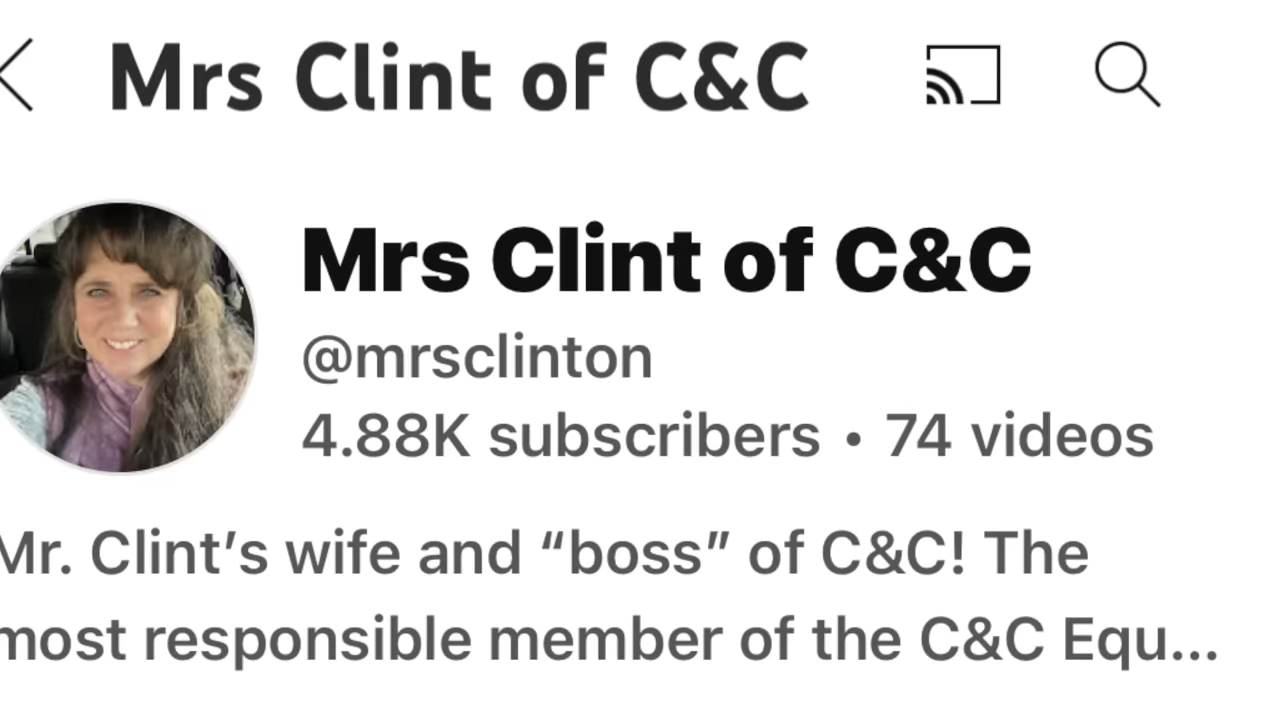 Mrs Clint of C&C
Mrs Clint of C&C
@mrsclinton
4.88K subscribers • 74 videos
Mr. Clint’s wife and “boss” of C&C! The
most responsible member of the C&C Equ...